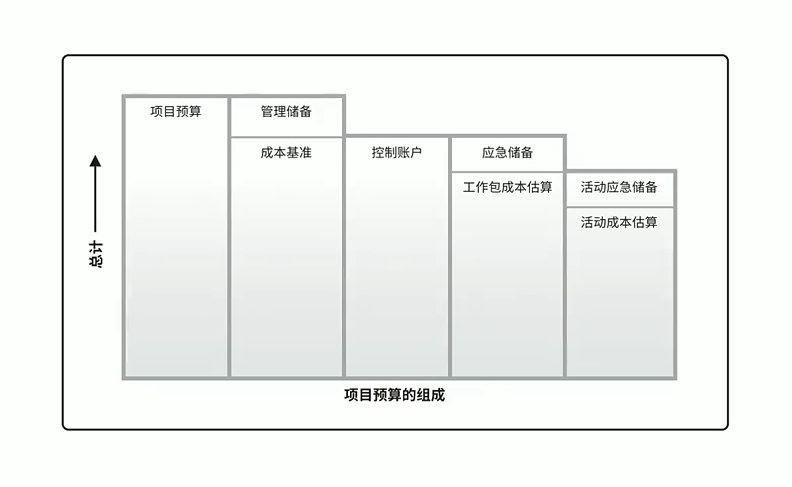 项目预算
管理储备
成本基准
控制账户
应急储备
工作包成本估算
活动应急储备
活动成本估算
总计
项目预算的组成